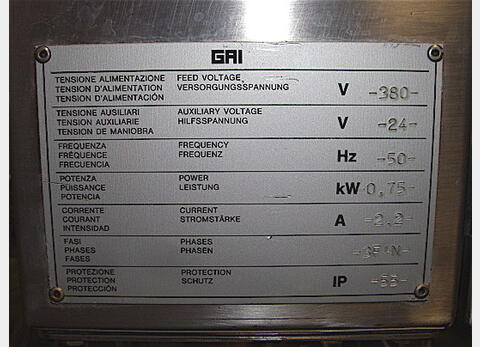 GAI
TENSIONE ALIMENTAZIONE FEED VOLTAGE
TENSION D'ALIMENTATION VERSORGUNGSSPANNUNG V -380-
TENSION D'ALIMENTACIÓN
TENSIONE AUSILIARI AUXILIARY VOLTAGE
TENSION AUXILIARIE HILFSSPANNUNG V -24-
TENSION DE MANIOBRA
FREQUENZA FREQUENCY
FRÉQUENCE FREQUENZ Hz -50-
FRECUENCIA
POTENZA POWER
PUISSANCE LEISTUNG kW 0,75-
POTENCIA
CORRENTE CURRENT
COURANT STROMSTÄRKE A -2.2-
INTENSIDAD
FASI PHASES
PHASES PHASEN
FASES
PROTEZIONE PROTECTION
PROTECTION SCHUTZ IP -55-
PROTECCIÓN